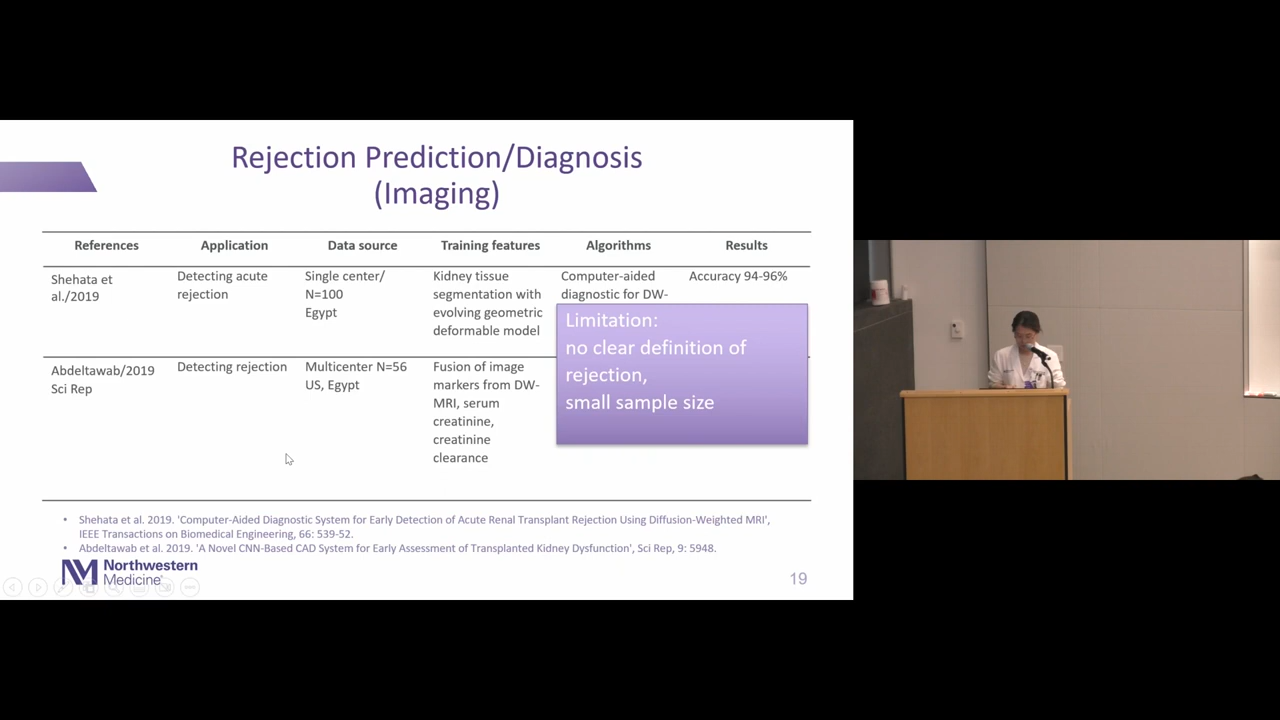 Rejection Prediction/Diagnosis
(Imaging)
References Application Data source Training features Algorithms Results
Shehata et
al./2019
Detecting acute
rejection
Single center/
N=100
Egypt
Kidney tissue
segmentation with
evolving geometric
deformable model
Computer-aided
diagnostic for DW-
Accuracy 94-96%
Abdeltawab/2019
Sci Rep
Detecting rejection
Multicenter N=56
US, Egypt
Fusion of image
markers from DW-
MRI, serum
creatinine,
creatinine
clearance
Limitation:
no clear definition of
rejection,
small sample size
• Shehata et al. 2019. 'Computer-Aided Diagnostic System for Early Detection of Acute Renal Transplant Rejection Using Diffusion-Weighted MRI',
IEEE Transactions on Biomedical Engineering, 66: 539-52.
• Abdeltawab et al. 2019. 'A Novel CNN-Based CAD System for Early Assessment of Transplanted Kidney Dysfunction', Sci Rep, 9: 5948.
NM Northwestern
Medicine
19